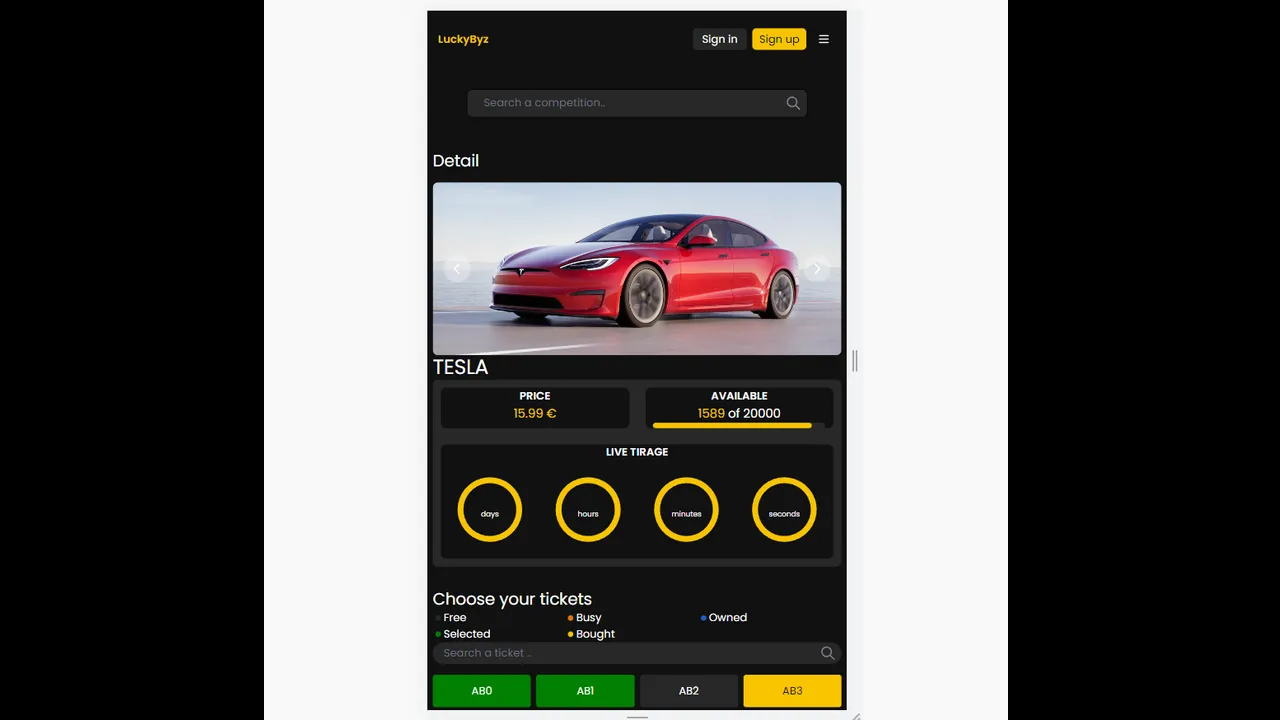 LuckyByz
Sign in
Sign up
Search a competition..
Detail
TESLA
PRICE
15.99 €
AVAILABLE
1589 of 20000
LIVE TIRAGE
days
hours
minutes
seconds
Choose your tickets
Free
Busy
Owned
Selected
Bought
Search a ticket ..
AB0
AB1
AB2
AB3